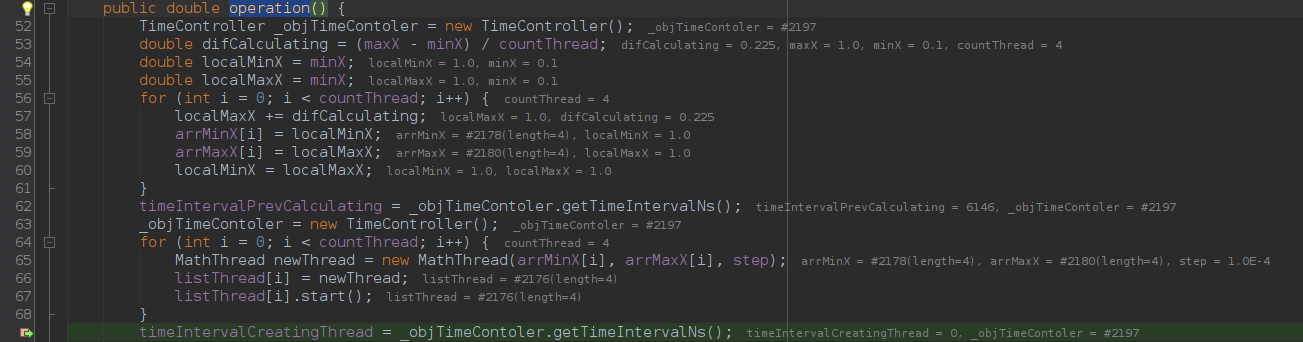 public double operation() {
52 TimeController _objTimeContoler = new TimeController(); _objTimeContoler = #2197
53 double difCalculating = (maxX - minX) / countThread; difCalculating = 0.225, maxX = 1.0, minX = 0.1, countThread = 4
54 double localMinX = minX; localMinX = 1.0, minX = 0.1
55 double localMaxX = minX; localMaxX = 1.0, minX = 0.1
56 for (int i = 0; i < countThread; i++) { countThread = 4
57 localMaxX += difCalculating; localMaxX = 1.0, difCalculating = 0.225
58 arrMinX[i] = localMinX; arrMinX = #2178(length=4), localMinX = 1.0
59 arrMaxX[i] = localMaxX; arrMaxX = #2180(length=4), localMaxX = 1.0
60 localMinX = localMaxX; localMinX = 1.0, localMaxX = 1.0
61 }
62 timeIntervalPrevCalculating = _objTimeContoler.getTimeIntervalNs(); timeIntervalPrevCalculating = 6146, _objTimeContoler = #2197
63 _objTimeContoler = new TimeController(); _objTimeContoler = #2197
64 for (int i = 0; i < countThread; i++) { countThread = 4
65 MathThread newThread = new MathThread(arrMinX[i], arrMaxX[i], step); arrMinX = #2178(length=4), arrMaxX = #2180(length=4), step = 1.0E-4
66 listThread[i] = newThread; listThread = #2176(length=4)
67 listThread[i].start(); listThread = #2176(length=4)
68 }
timeIntervalCreatingThread = _objTimeContoler.getTimeIntervalNs(); timeIntervalCreatingThread = 0, _objTimeContoler = #2197